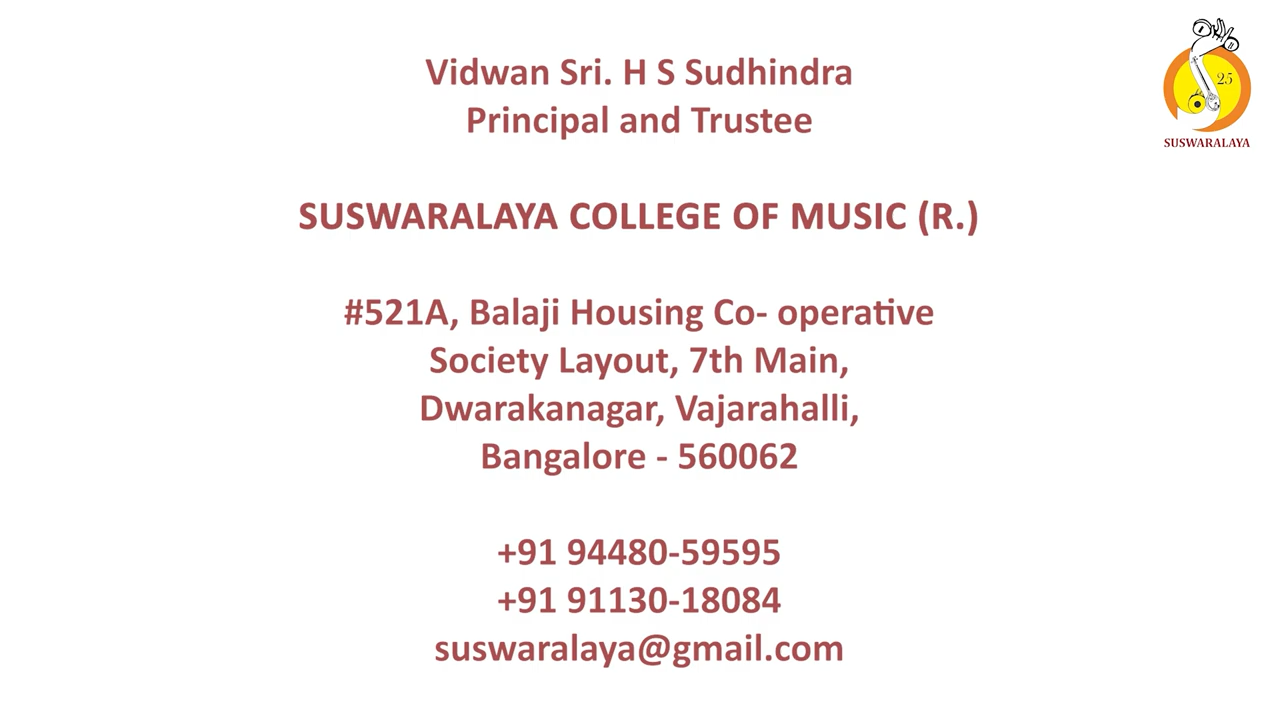 Vidwan Sri. H S Sudhindra
Principal and Trustee
SUSWARALAYA COLLEGE OF MUSIC (R.)
#521A, Balaji Housing Co- operative
Society Layout, 7th Main,
Dwarakanagar, Vajarahalli,
Bangalore - 560062
+91 94480-59595
+91 91130-18084
suswaralaya@gmail.com
25
SUSWARALAYA